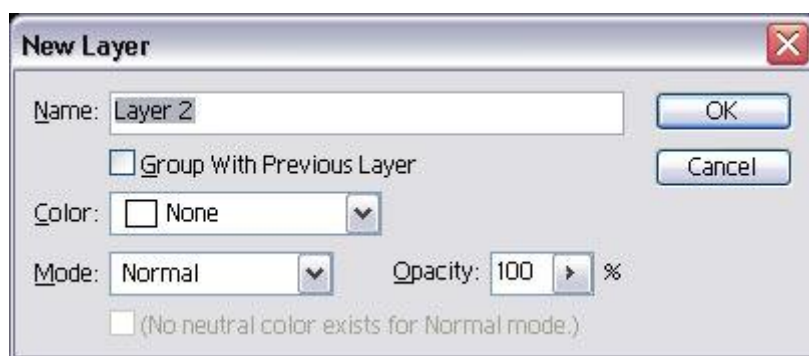 New Layer
Name: Layer 2 OK
Group With Previous Layer Cancel
Color: None
Mode: Normal Opacity: 100 %
(No neutral color exists for Normal mode.)